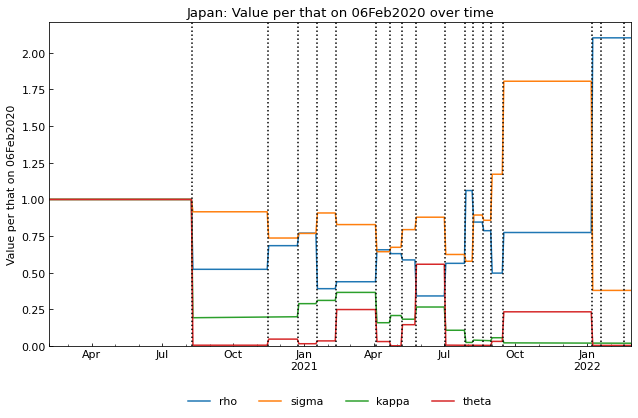 Japan: Value per that on 06Feb2020 over time
Value per that on 06Feb2020
2.00
1.75
1.50
1.25
1.00
0.75
0.50
0.25
0.00
Apr Jul Oct Jan Apr Jul Oct Jan
2021 2022
rho sigma kappa theta